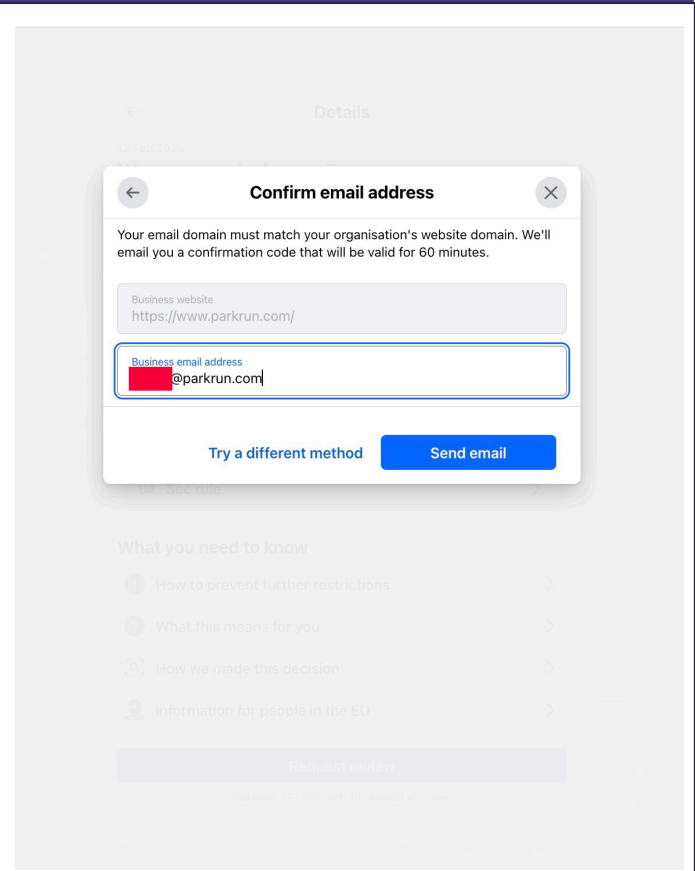 Details
Confirm email address
Your email domain must match your organisation's website domain. We'll
email you a confirmation code that will be valid for 60 minutes.
Business website
https://www.parkrun.com/
Business email address
@parkrun.com
Try a different method
Send email
See rule
What you need to know
How to prevent further restrictions
What this means for you
How we made this decision
Information for people in the EU
Request review